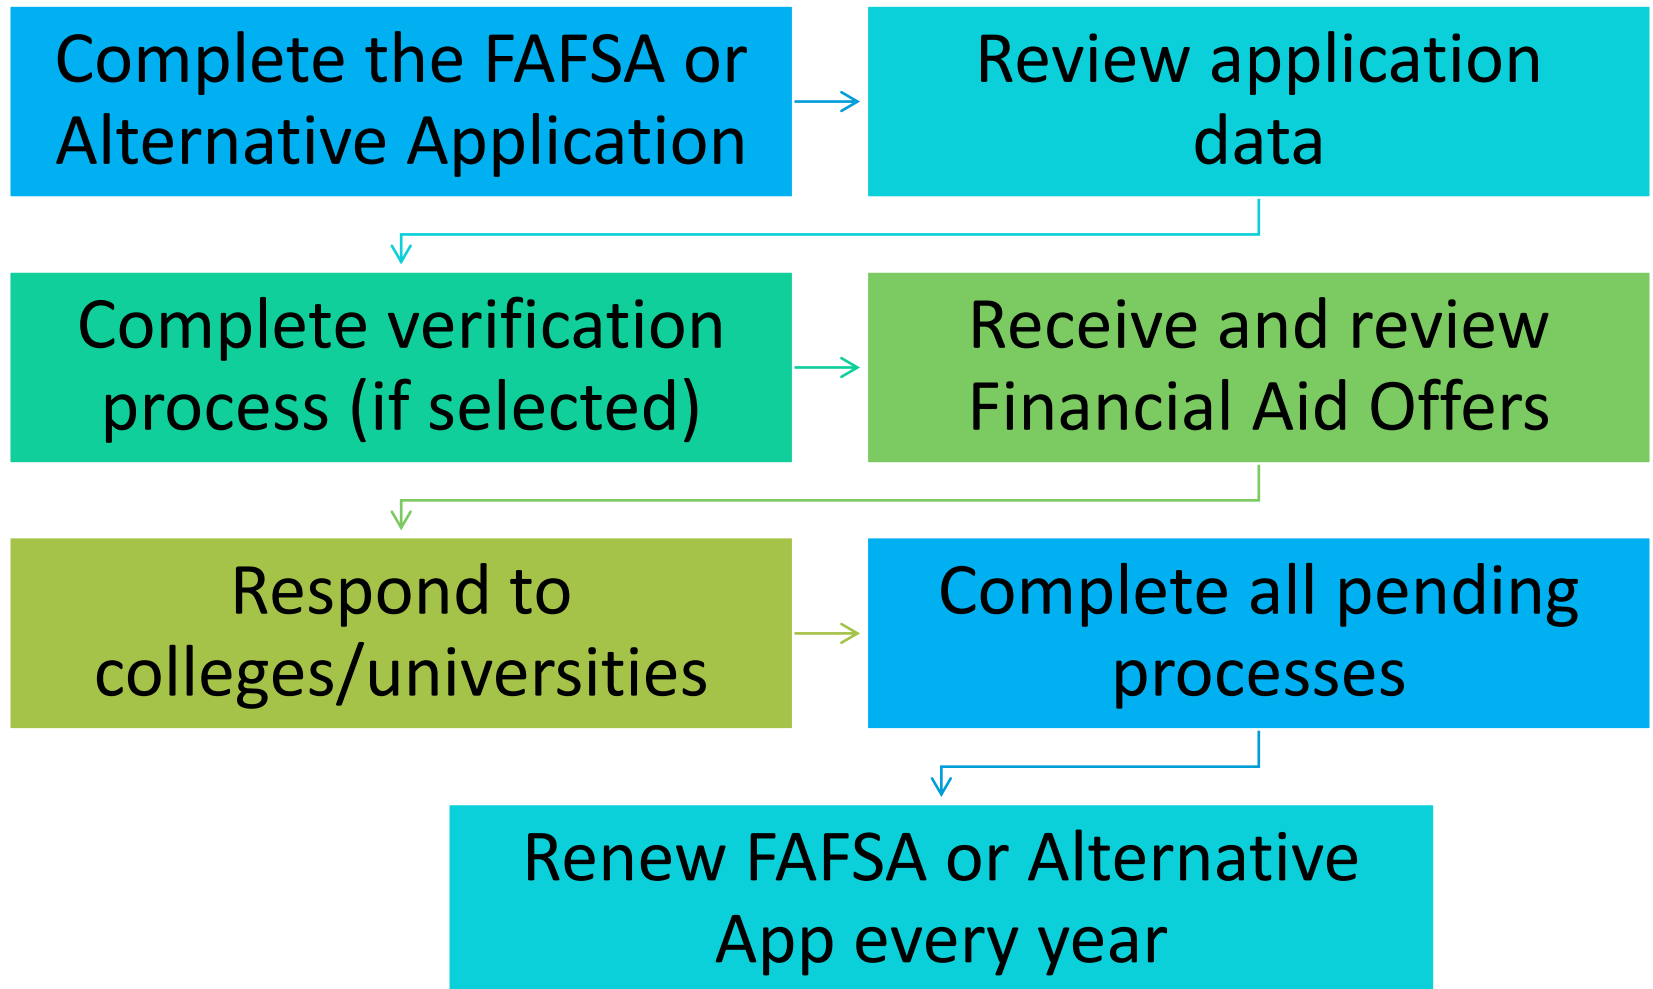 Complete the FAFSA or
Alternative Application
Review application
data
Complete verification
process (if selected)
Receive and review
Financial Aid Offers
Respond to
colleges/universities
Complete all pending
processes
Renew FAFSA or Alternative
App every year